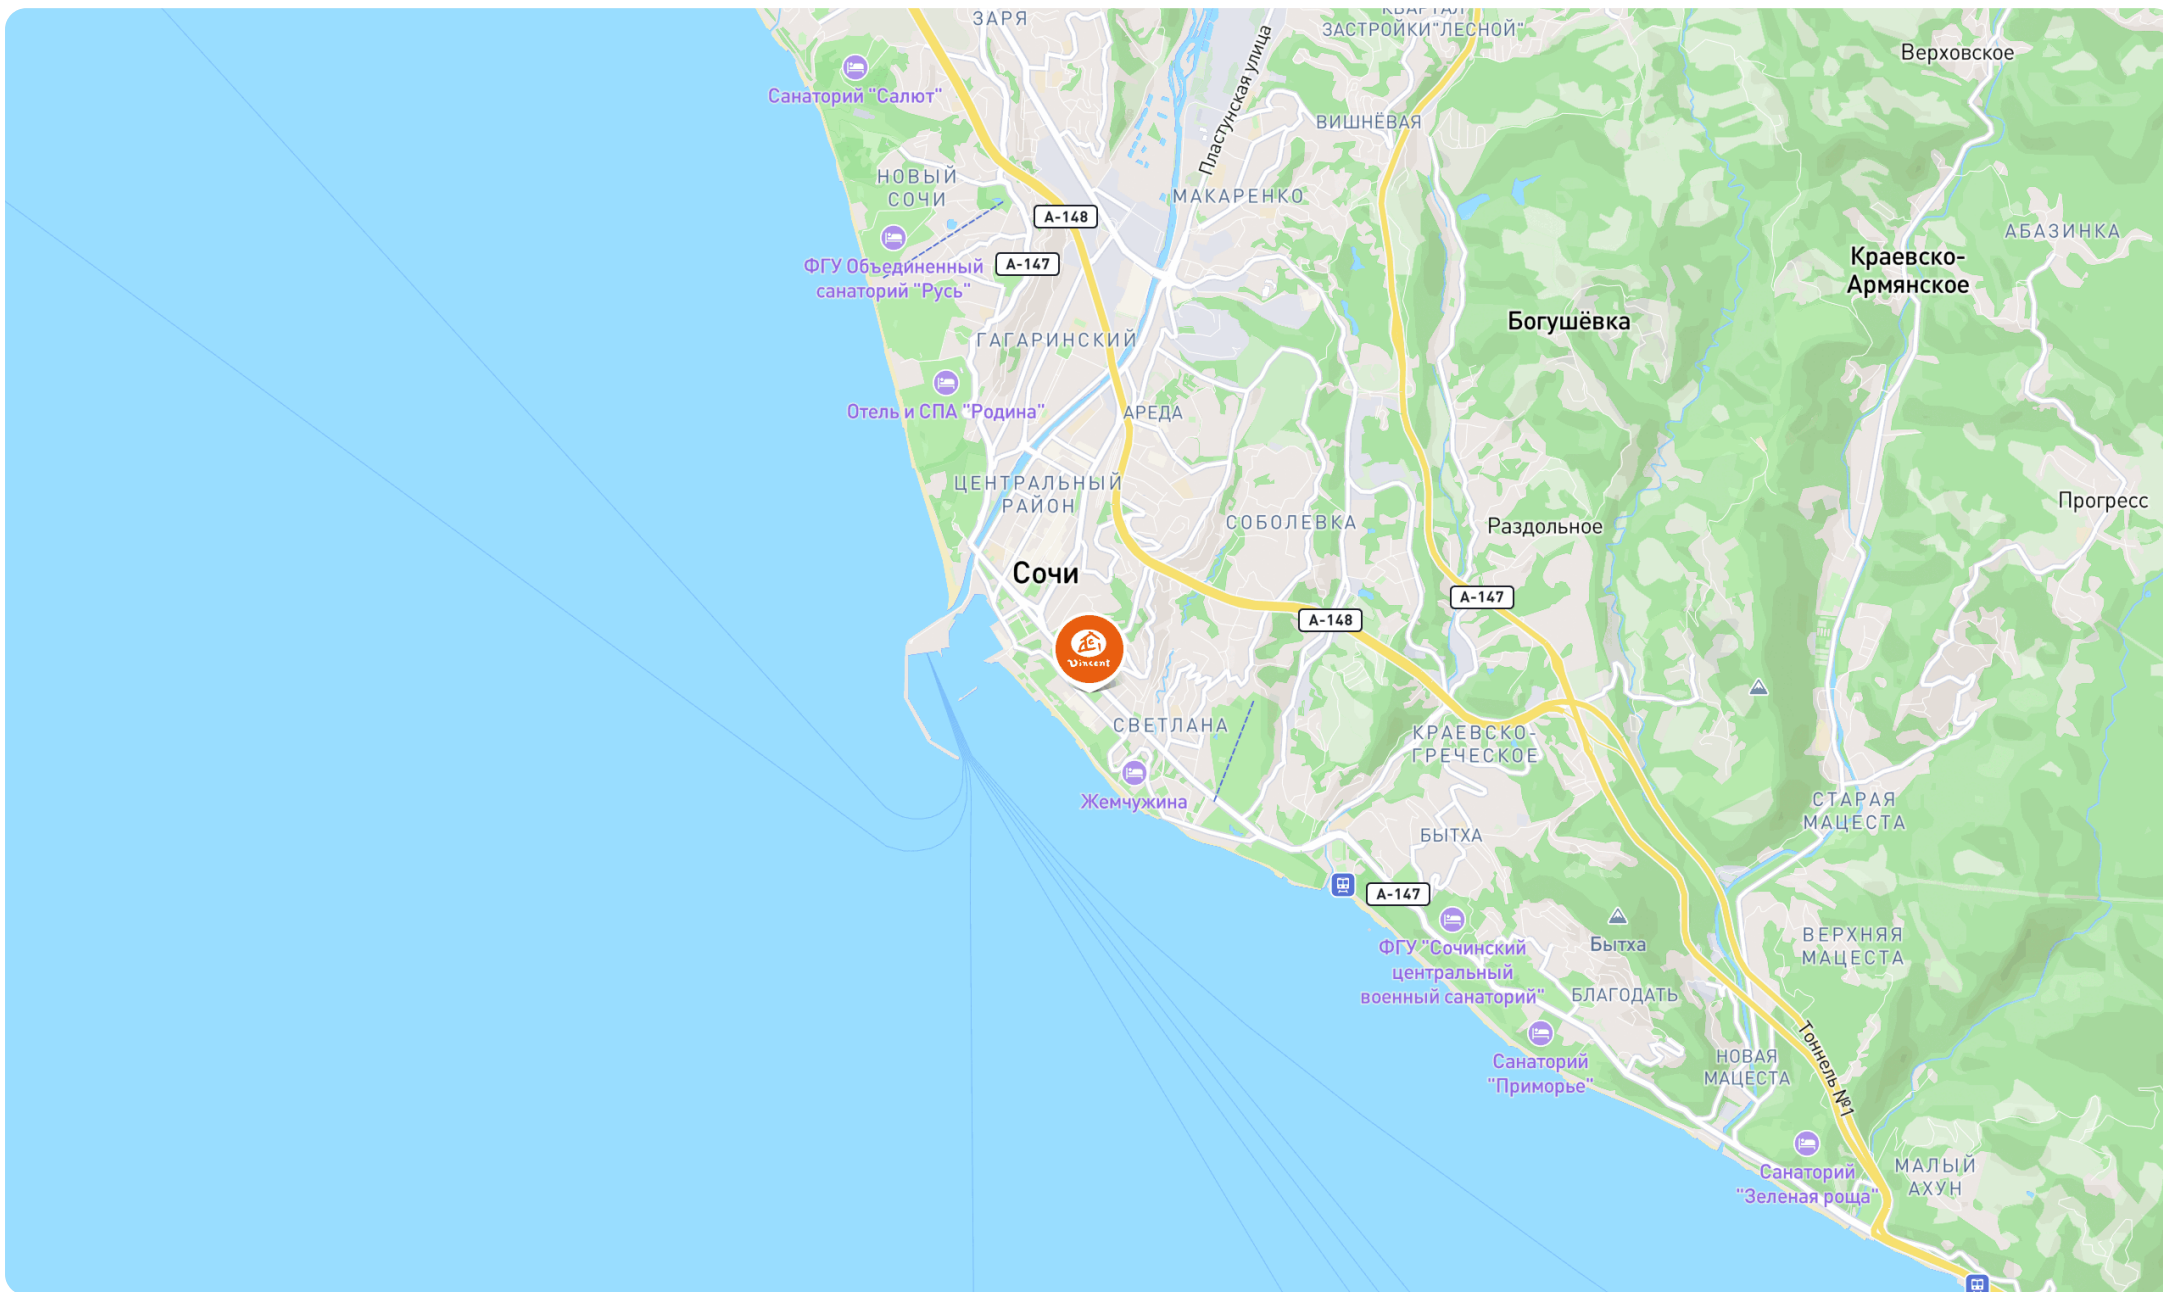 ЗАРЯ
КВАРТАЛ
ЗАСТРОЙКИ"ЛЕСНОЙ"
Верховское
Санаторий "Салют"
Пластунская улица
ВИШНЁВАЯ
НОВЫЙ
СОЧИ
МАКАРЕНКО
А-148
АБАЗИНКА
ФГУ Объединенный
санаторий "Русь"
А-147
Краевско-
Армянское
Богушёвка
ГАГАРИНСКИЙ
Отель и СПА "Родина"
АРЕДА
ЦЕНТРАЛЬНЫЙ
РАЙОН
Прогресс
СОБОЛЕВКА
Раздольное
Сочи
А-147
А-148
Vincent
СВЕТЛАНА
КРАЕВСКО-
ГРЕЧЕСКОЕ
Жемчужина
СТАРАЯ
МАЦЕСТА
БЫТХА
А-147
ФГУ "Сочинский
центральный
военный санаторий"
Бытха
ВЕРХНЯЯ
МАЦЕСТА
БЛАГОДАТЬ
Санаторий
"Приморье"
НОВАЯ
МАЦЕСТА
Тоннель №1
Санаторий
"Зеленая роща"
МАЛЫЙ
АХУН